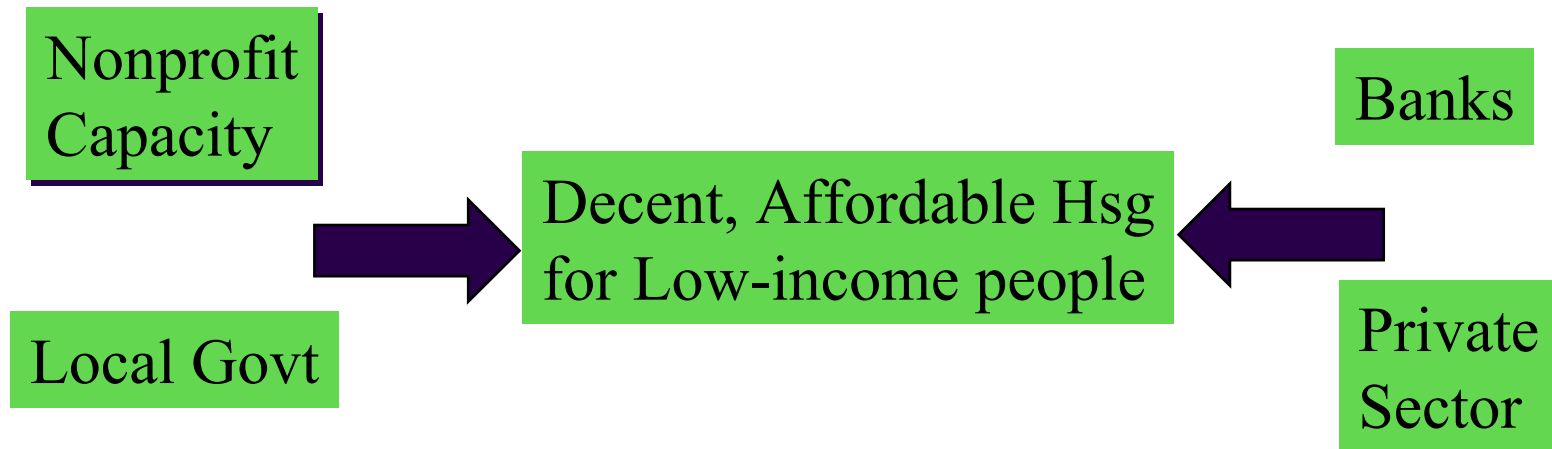 Nonprofit
Capacity
Local Govt
Decent, Affordable Hsg
for Low-income people
Banks
Private
Sector